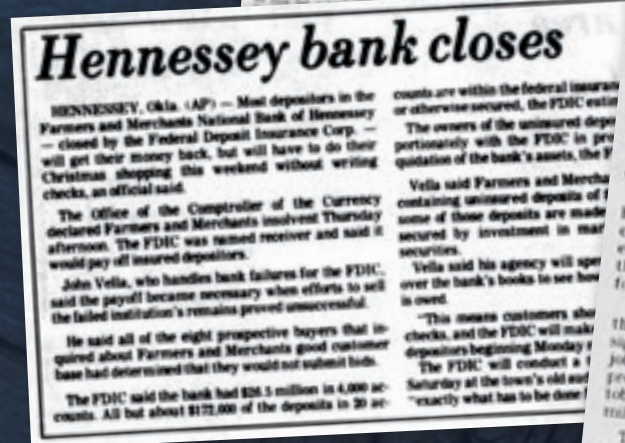 Hennessey bank closes
HENNESSEY, Okla. (AP) — Most depositors in the
Farmers and Merchants National Bank of Hennessey
— closed by the Federal Deposit Insurance Corp. —
will get their money back, but will have to do their
Christmas shopping this weekend without writing
checks, an official said.
The Office of the Comptroller of the Currency
declared Farmers and Merchants insolvent Thursday
afternoon. The FDIC was named receiver and said it
would pay off insured depositors.
John Vella, who handles bank failures for the FDIC,
said the payoff became necessary when efforts to sell
the failed institution's remains proved unsuccessful.
He said all of the eight prospective buyers that in-
quired about Farmers and Merchants good customer
base had determined that they would not submit bids.
The FDIC said the bank had $26.5 million in 4,000 ac-
counts. All but about $172,000 of the deposits in 20 ac-
counts are within the federal insuran
or otherwise secured, the FDIC estim
The owners of the uninsured depo
portionately with the FDIC in pro
quidation of the bank's assets, the F
Vella said Farmers and Mercha
containing uninsured deposits of
some of those deposits are made
secured by investment in mar
securities.
Vella said his agency will spen
over the bank's books to see how
is owed.
"This means customers sho
checks, and the FDIC will mak
depositors beginning Monday
The FDIC will conduct a
Saturday at the town's old
"exactly what has to be done